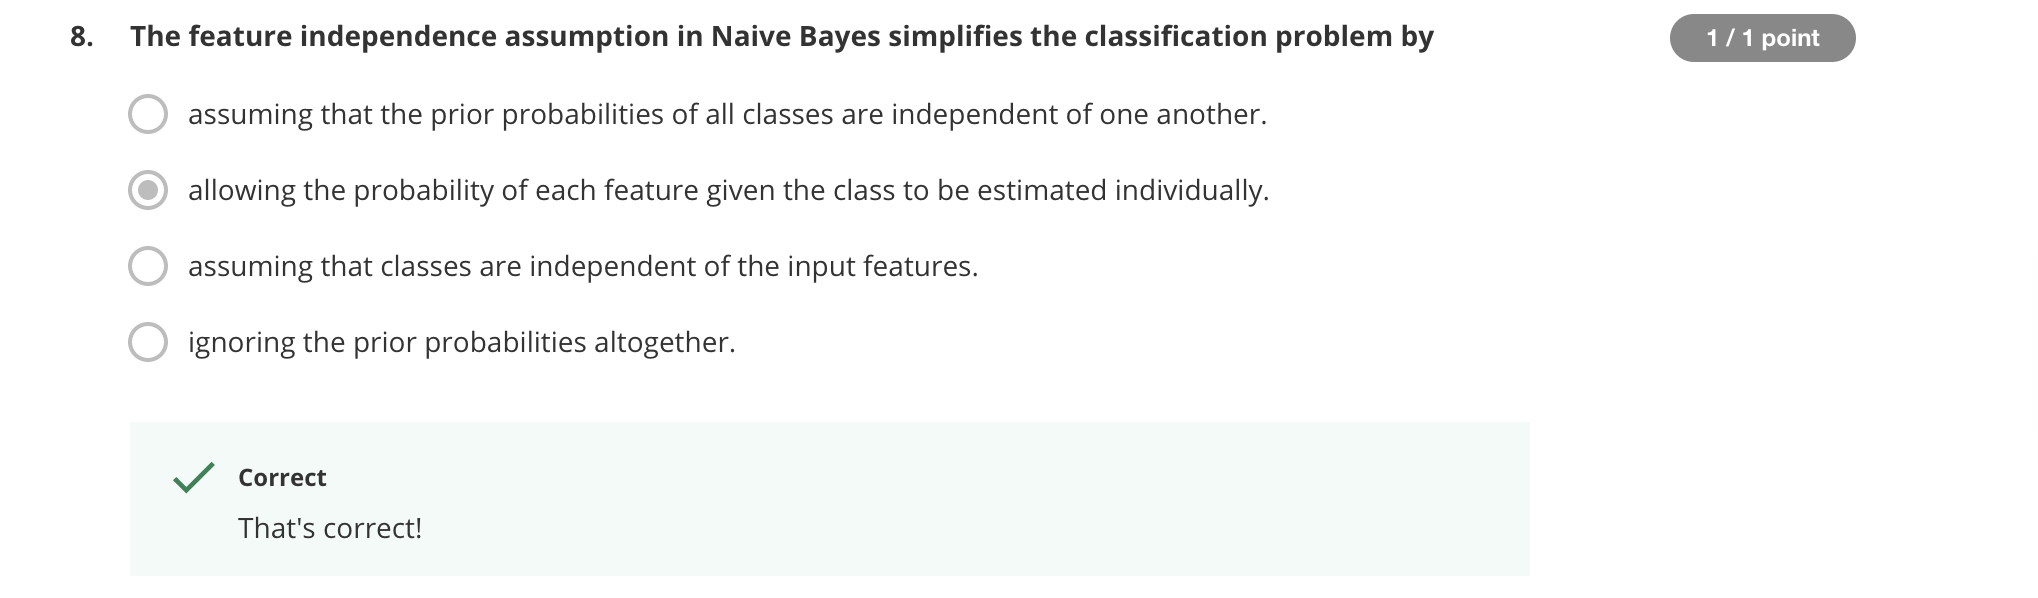 8. The feature independence assumption in Naive Bayes simplifies the classification problem by
1 / 1 point
assuming that the prior probabilities of all classes are independent of one another.
allowing the probability of each feature given the class to be estimated individually.
assuming that classes are independent of the input features.
ignoring the prior probabilities altogether.
Correct
That's correct!